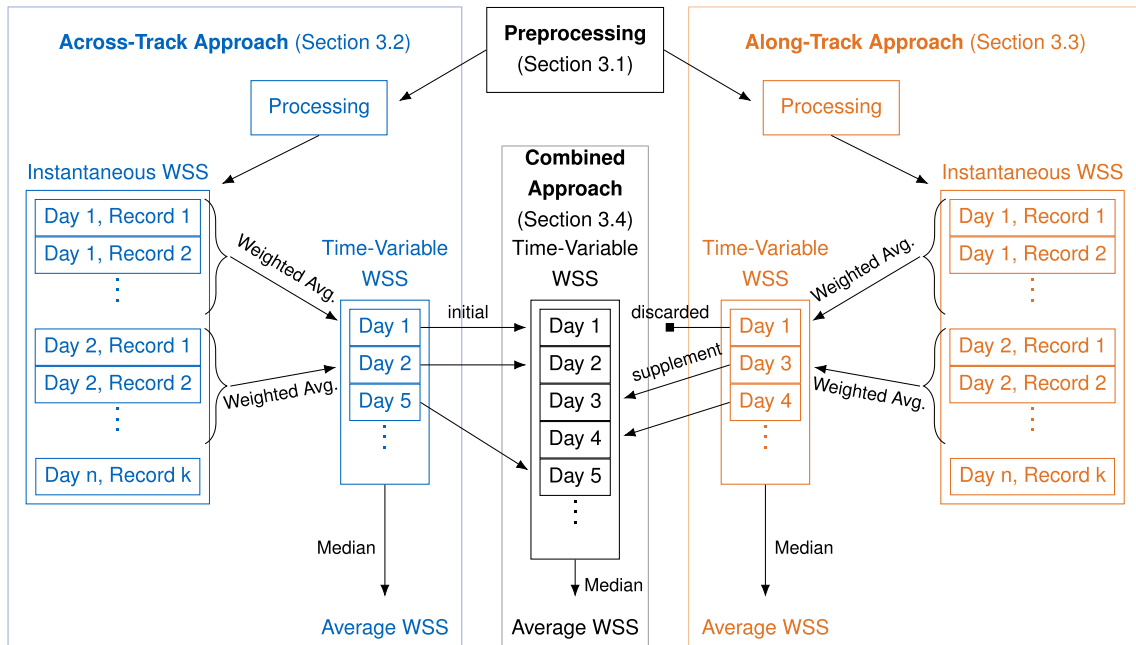 Across-Track Approach (Section 3.2)
Processing
Instantaneous WSS
Day 1, Record 1
Day 1, Record 2
Day 2, Record 1
Day 2, Record 2
Day n, Record k
Weighted Avg.
Weighted Avg.
Time-Variable
WSS
Day 1
Day 2
Day 5
Median
Average WSS
Preprocessing
(Section 3.1)
Combined
Approach
(Section 3.4)
Time-Variable
WSS
initial
Day 1
Day 2
Day 3
Day 4
Day 5
discarded
supplement
Median
Average WSS
Along-Track Approach (Section 3.3)
Processing
Instantaneous WSS
Day 1, Record 1
Day 1, Record 2
Day 2, Record 1
Day 2, Record 2
Day n, Record k
Weighted Avg.
Weighted Avg.
Time-Variable
WSS
Day 1
Day 3
Day 4
Median
Average WSS